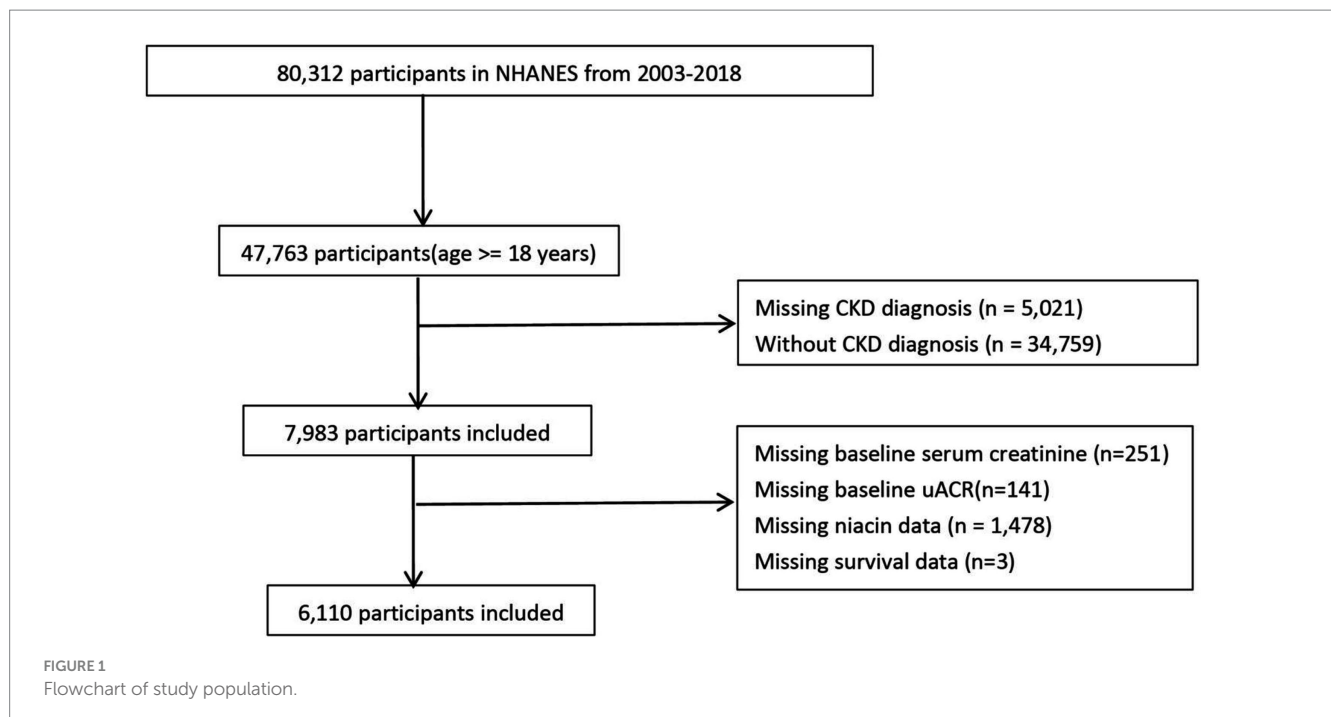 80,312 participants in NHANES from 2003-2018
47,763 participants(age >= 18 years)
Missing CKD diagnosis (n = 5,021)
Without CKD diagnosis (n = 34,759)
7,983 participants included
Missing baseline serum creatinine (n=251)
Missing baseline uACR(n=141)
Missing niacin data (n = 1,478)
Missing survival data (n=3)
6,110 participants included
FIGURE 1
Flowchart of study population.